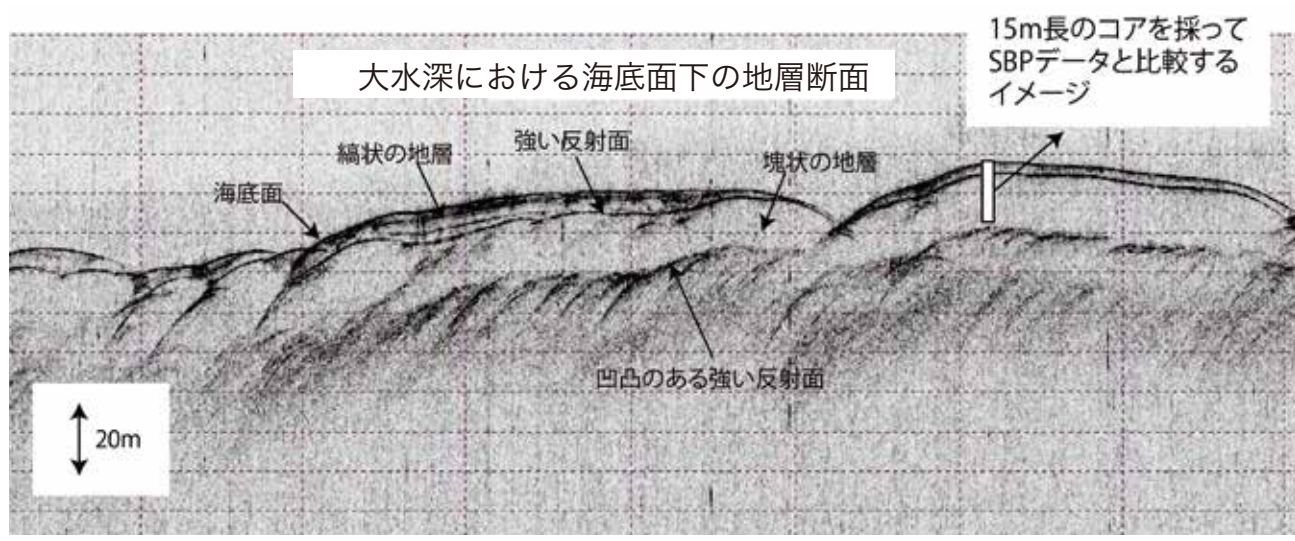 15m長のコアを採って
SBPデータと比較する
イメージ
大水深における海底面下の地層断面
強い反射面
縞状の地層
塊状の地層
海底面
凹凸のある強い反射面
20m